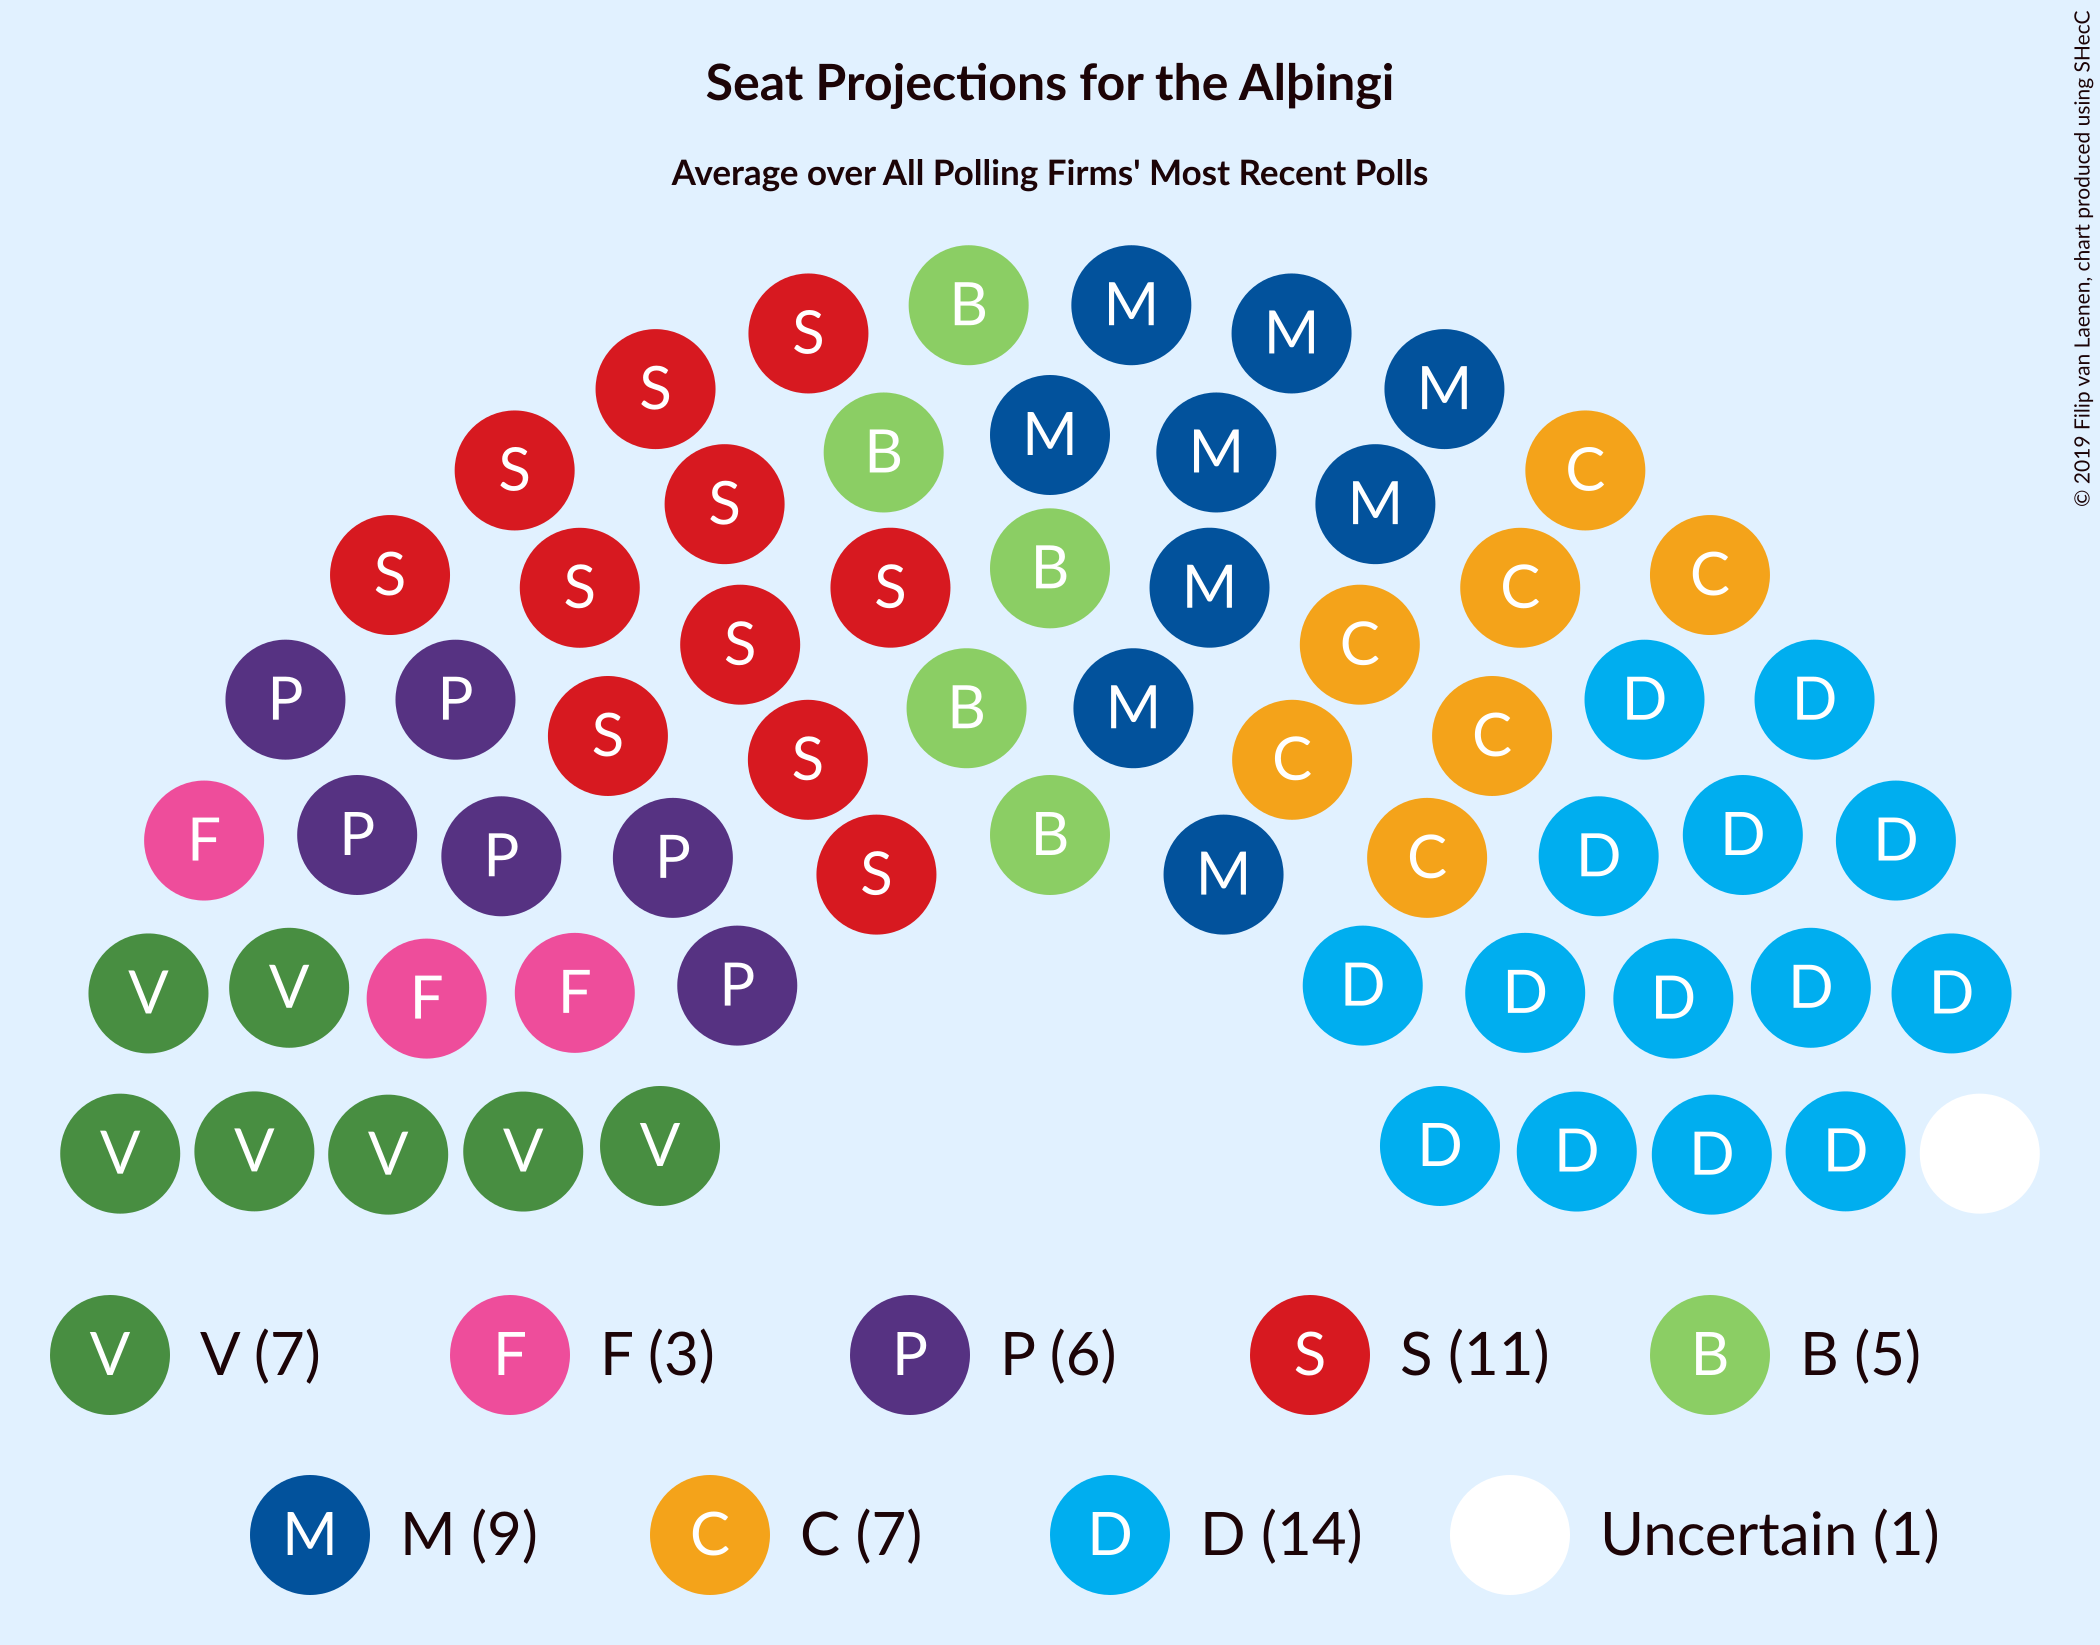 Seat Projections for the Alþingi
Average over All Polling Firms' Most Recent Polls
© 2019 Filip van Laenen, chart produced using SHecC
B M
S M
S M
M
S B M C
S M
S B C
S S M C
S C
P P S B M C D D
S C
F P P P S B M C D D D
V V F F P D D D D D
V V V V V D D D D
V V (7) F F (3) P P (6) S S (11) B B (5)
M M (9) C C (7) D D (14) Uncertain (1)